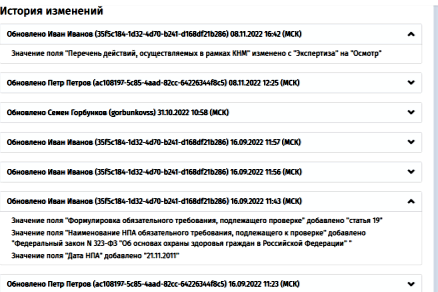 История изменений
Обновлено Иван Иванов (35f5c184-1d32-4d70-b241-d168df21b286) 08.11.2022 16:42 (МСК)
Значение поля "Перечень действий, осуществляемых в рамках КНМ" изменено с "Экспертиза" на "Осмотр"
Обновлено Петр Петров (ac108197-5c85-4aad-82cc-64226344f8c5) 08.11.2022 12:25 (МСК)
Обновлено Семен Горбунков (gorbunkovss) 31.10.2022 10:58 (МСК)
Обновлено Иван Иванов (35f5c184-1d32-4d70-b241-d168df21b286) 16.09.2022 11:57 (МСК)
Обновлено Иван Иванов (35f5c184-1d32-4d70-b241-d168df21b286) 16.09.2022 11:56 (МСК)
Обновлено Иван Иванов (35f5c184-1d32-4d70-b241-d168df21b286) 16.09.2022 11:43 (МСК)
Значение поля "Формулировка обязательного требования, подлежащего проверке" добавлено "статья 19"
Значение поля "Наименование НПА обязательного требования, подлежащего к проверке" добавлено
"Федеральный закон N 323-ФЗ "Об основах охраны здоровья граждан в Российской Федерации" "
Значение поля "Дата НПА" добавлено "21.11.2011"
Обновлено Петр Петров (ac108197-5c85-4aad-82cc-64226344f8c5) 16.09.2022 11:23 (МСК)